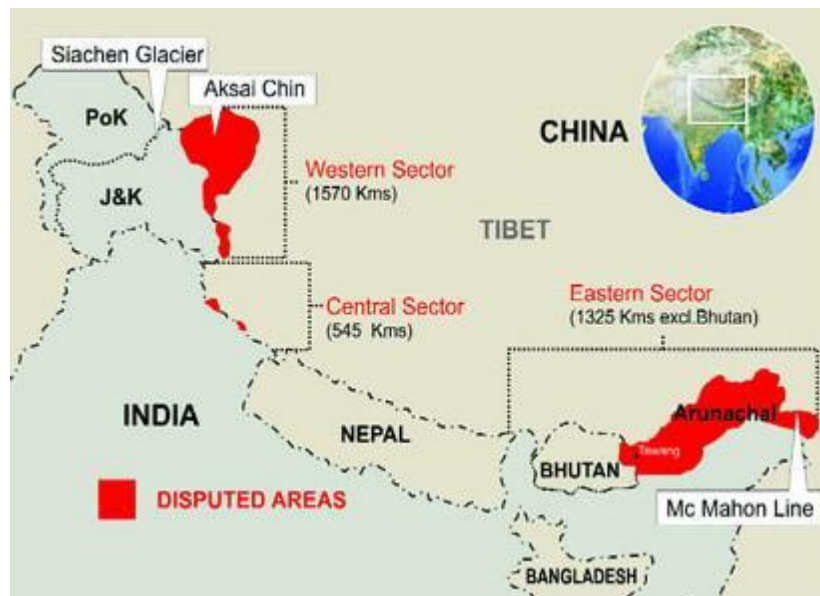 Siachen Glacier
Aksai Chin
PoK
CHINA
Western Sector
(1570 Kms)
J&K
TIBET
Eastern Sector
(1325 Kms excl.Bhutan)
Central Sector
(545 Kms)
INDIA
NEPAL
Arunachal
Tawang
BHUTAN
DISPUTED AREAS
Mc Mahon Line
BANGLADESH